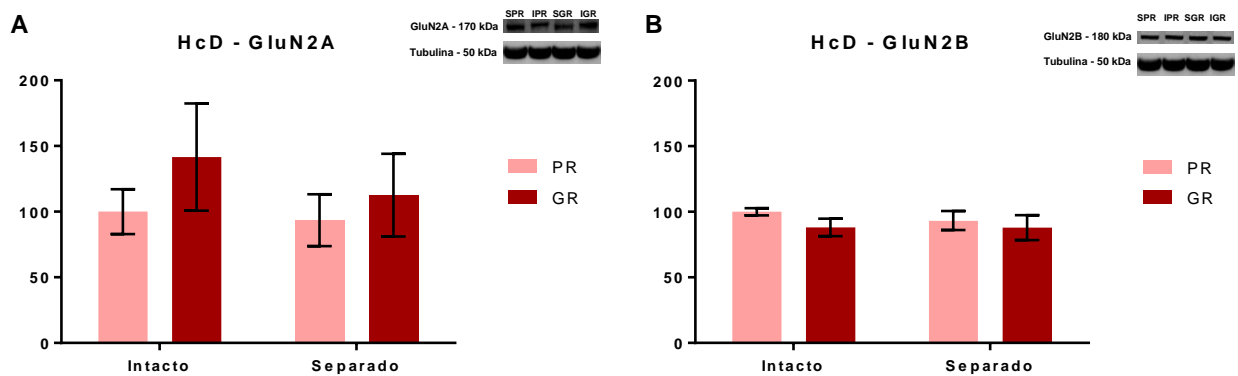 A
HcD - GluN2A
SPR IPR SGR IGR
GluN2A - 170 kDa
Tubulina - 50 kDa
200
150
100
50
0
Intacto
Separado
PR
GR
B
HcD - GluN2B
SPR IPR SGR IGR
GluN2B - 180 kDa
Tubulina - 50 kDa
200
150
100
50
0
Intacto
Separado
PR
GR